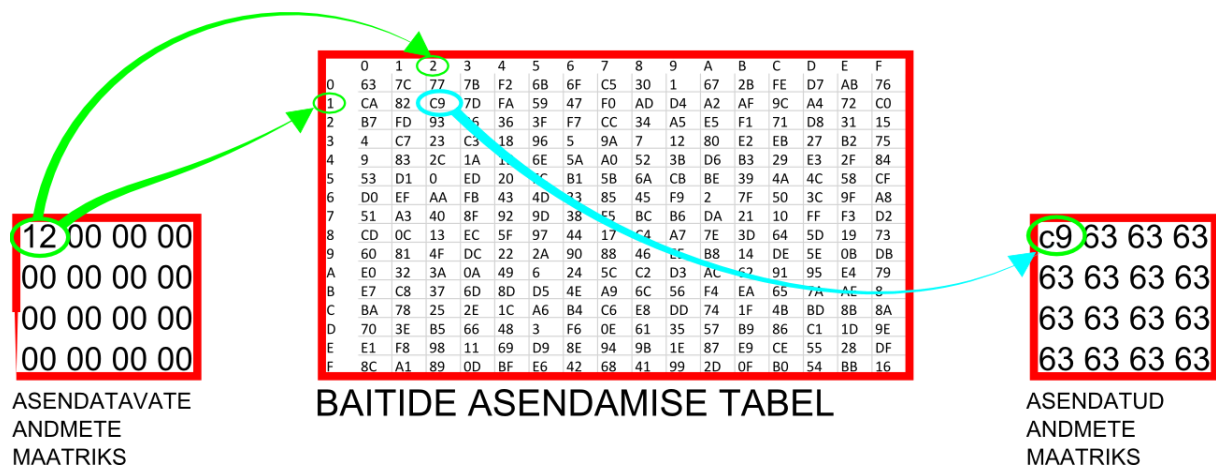 12 00 00 00
00 00 00 00
00 00 00 00
00 00 00 00
ASENDATAVATE
ANDMETE
MAATRIKS
0 1 2 3 4 5 6 7 8 9 A B C D E F
0 63 7C 77 7B F2 6B 6F C5 30 1 67 2B FE D7 AB 76
1 CA 82 C9 7D FA 59 47 F0 AD D4 A2 AF 9C A4 72 C0
2 B7 FD 93 36 3F F7 CC 34 A5 E5 F1 71 D8 31 15
3 4 C7 23 C3 18 96 5 9A 7 12 80 E2 EB 27 B2 75
4 9 83 2C 1A 6E 5A A0 52 3B D6 B3 29 E3 2F 84
5 53 D1 0 ED 20 B1 5B 6A CB BE 39 4A 4C 58 CF
6 D0 EF AA FB 43 4D 85 45 F9 2 7F 50 3C 9F A8
7 51 A3 40 8F 92 9D 38 F5 BC B6 DA 21 10 FF F3 D2
8 CD 0C 13 EC 5F 97 44 17 C4 A7 7E 3D 64 5D 19 73
9 60 81 4F DC 22 2A 90 88 46 B8 14 DE 5E 0B DB
A E0 32 3A 0A 49 6 24 5C C2 D3 AC 62 91 95 E4 79
B E7 C8 37 6D 8D D5 4E A9 6C 56 F4 EA 65 7A AE 8
C BA 78 25 2E 1C A6 B4 C6 E8 DD 74 1F 4B BD 8B 8A
D 70 3E B5 66 48 3 F6 0E 61 35 57 B9 86 C1 1D 9E
E E1 F8 98 11 69 D9 8E 94 9B 1E 87 E9 CE 55 28 DF
F 8C A1 89 0D BF E6 42 68 41 99 2D 0F B0 54 BB 16
BAITIDE ASENDAMISE TABEL
c9 63 63 63
63 63 63 63
63 63 63 63
63 63 63 63
ASENDATUD
ANDMETE
MAATRIKS